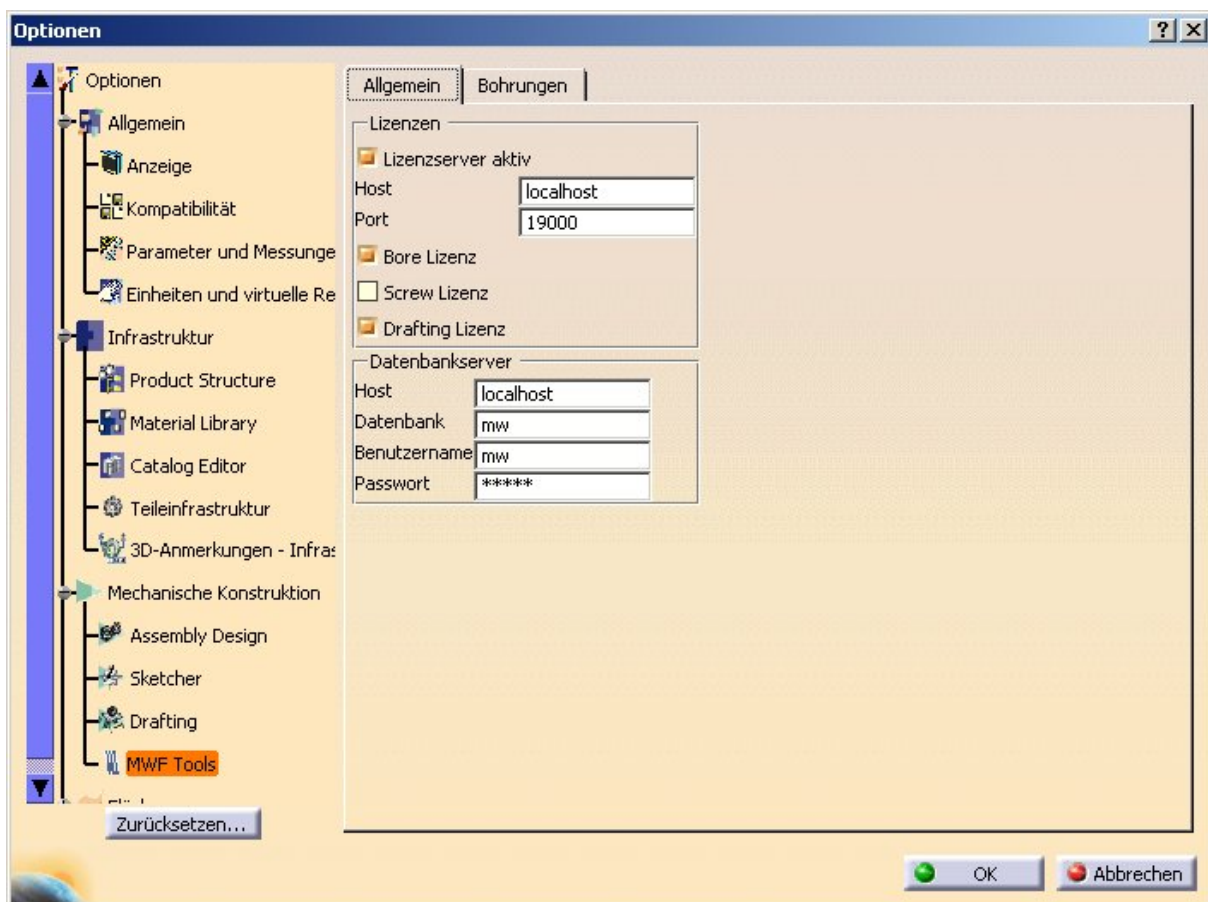 Optionen
Optionen
Allgemein
Anzeige
Kompatibilität
Parameter und Messunge
Einheiten und virtuelle Re
Infrastruktur
Product Structure
Material Library
Catalog Editor
Teileinfrastruktur
3D-Anmerkungen - Infras
Mechanische Konstruktion
Assembly Design
Sketcher
Drafting
MWF Tools
Zurücksetzen...
Allgemein Bohrungen
Lizenzen
Lizenzserver aktiv
Host localhost
Port 19000
Bore Lizenz
Screw Lizenz
Drafting Lizenz
Datenbankserver
Host localhost
Datenbank mw
Benutzername mw
Passwort *****
OK Abbrechen